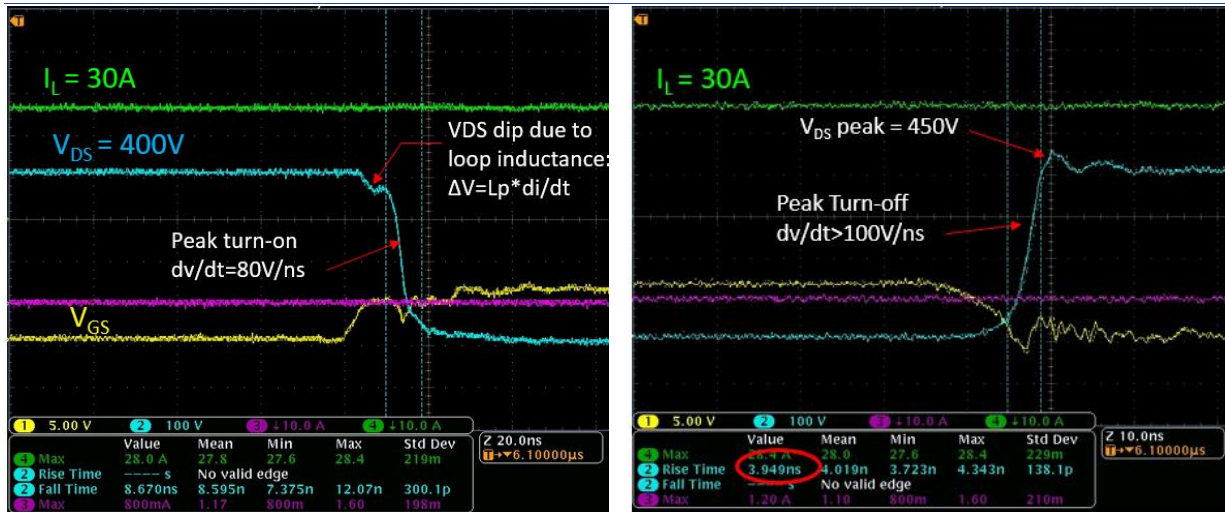 I_L = 30A
V_DS = 400V
VDS dip due to
loop inductance:
ΔV=Lp*di/dt
Peak turn-on
dv/dt=80V/ns
V_GS
1 5.00 V 2 100 V 3 ↓10.0 A 4 ↓10.0 A
Z 20.0ns
T→▼6.10000µs
Value Mean Min Max Std Dev
4 Max 28.0 A 27.8 27.6 28.4 219m
2 Rise Time ---- s No valid edge
2 Fall Time 8.670ns 8.595n 7.375n 12.07n 300.1p
3 Max 800mA 1.17 800m 1.60 198m
I_L = 30A
V_DS peak = 450V
Peak Turn-off
dv/dt>100V/ns
1 5.00 V 2 100 V 3 ↓10.0 A 4 ↓10.0 A
Z 10.0ns
T→▼6.10000µs
Value Mean Min Max Std Dev
4 Max 28.4 A 28.0 27.6 28.4 229m
2 Rise Time 3.949ns 4.019n 3.723n 4.343n 138.1p
2 Fall Time ---- s No valid edge
3 Max 1.20 A 1.10 800m 1.60 210m